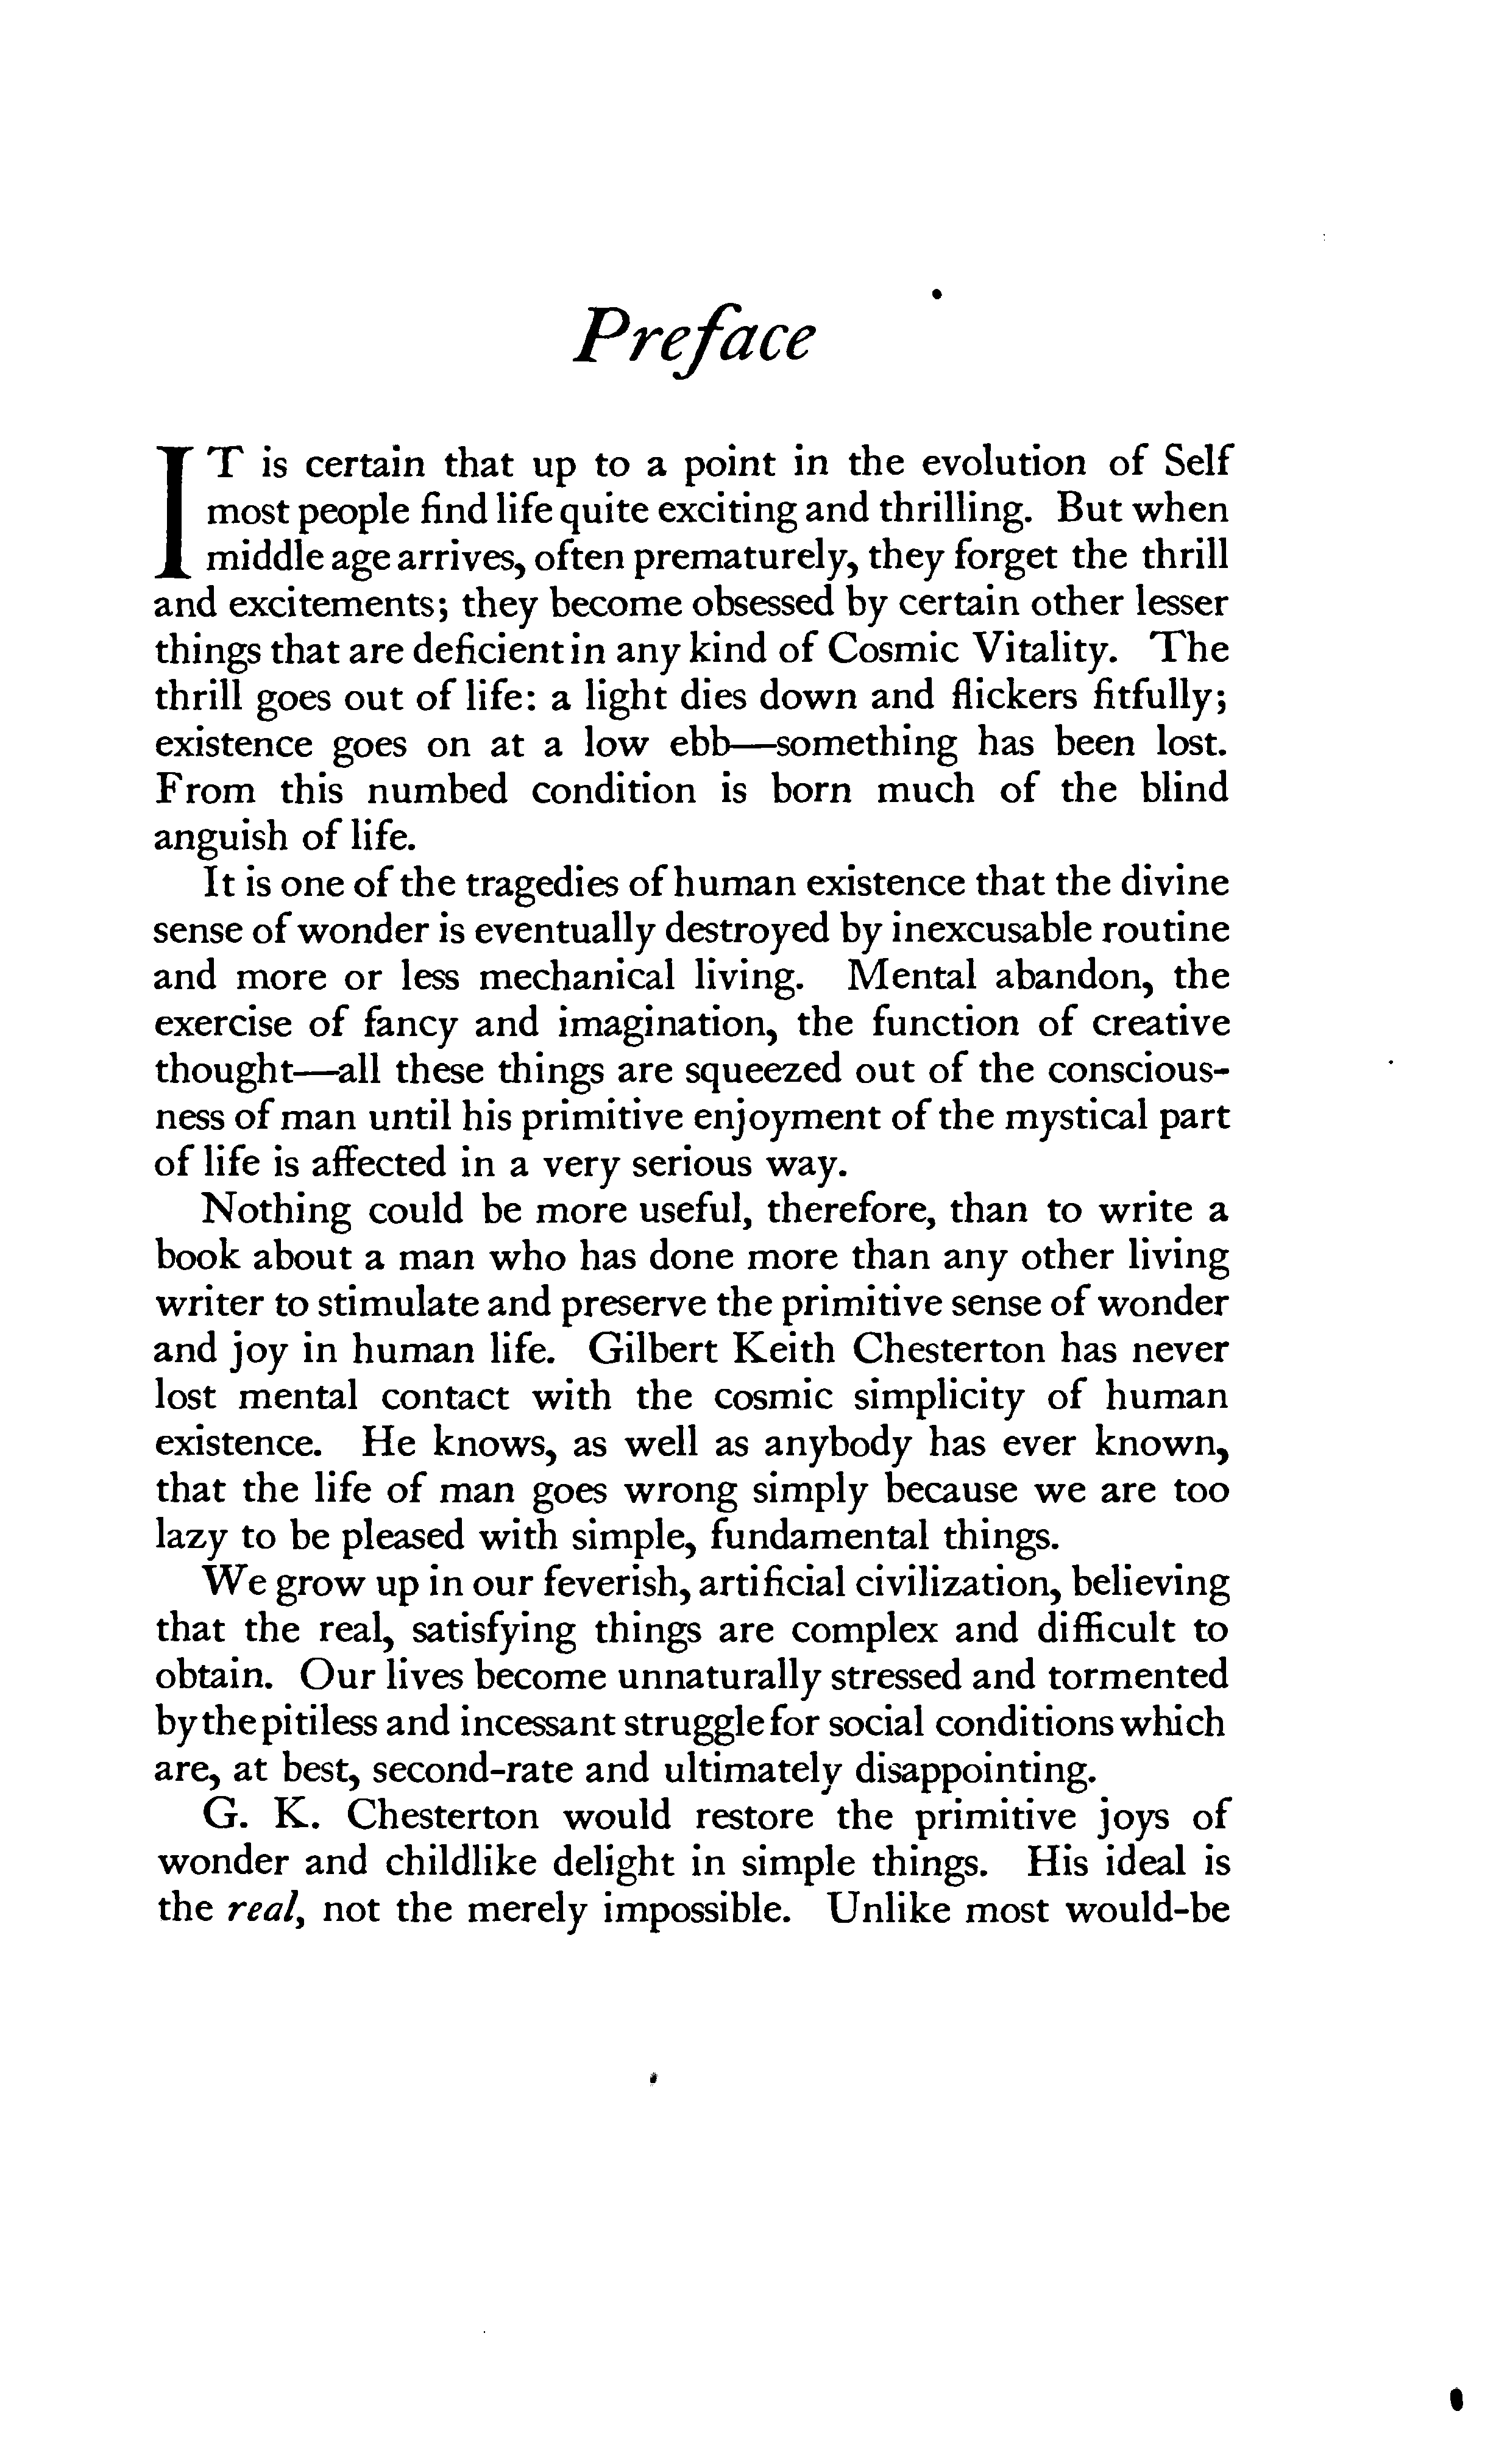 Preface
IT is certain that up to a point in the evolution of Self
most people find life quite exciting and thrilling. But when
middle age arrives, often prematurely, they forget the thrill
and excitements; they become obsessed by certain other lesser
things that are deficient in any kind of Cosmic Vitality. The
thrill goes out of life: a light dies down and flickers fitfully;
existence goes on at a low ebb—something has been lost.
From this numbed condition is born much of the blind
anguish of life.
It is one of the tragedies of human existence that the divine
sense of wonder is eventually destroyed by inexcusable routine
and more or less mechanical living. Mental abandon, the
exercise of fancy and imagination, the function of creative
thought—all these things are squeezed out of the conscious-
ness of man until his primitive enjoyment of the mystical part
of life is affected in a very serious way.
Nothing could be more useful, therefore, than to write a
book about a man who has done more than any other living
writer to stimulate and preserve the primitive sense of wonder
and joy in human life. Gilbert Keith Chesterton has never
lost mental contact with the cosmic simplicity of human
existence. He knows, as well as anybody has ever known,
that the life of man goes wrong simply because we are too
lazy to be pleased with simple, fundamental things.
We grow up in our feverish, artificial civilization, believing
that the real, satisfying things are complex and difficult to
obtain. Our lives become unnaturally stressed and tormented
by the pitiless and incessant struggle for social conditions which
are, at best, second-rate and ultimately disappointing.
G. K. Chesterton would restore the primitive joys of
wonder and childlike delight in simple things. His ideal is
the real, not the merely impossible. Unlike most would-be